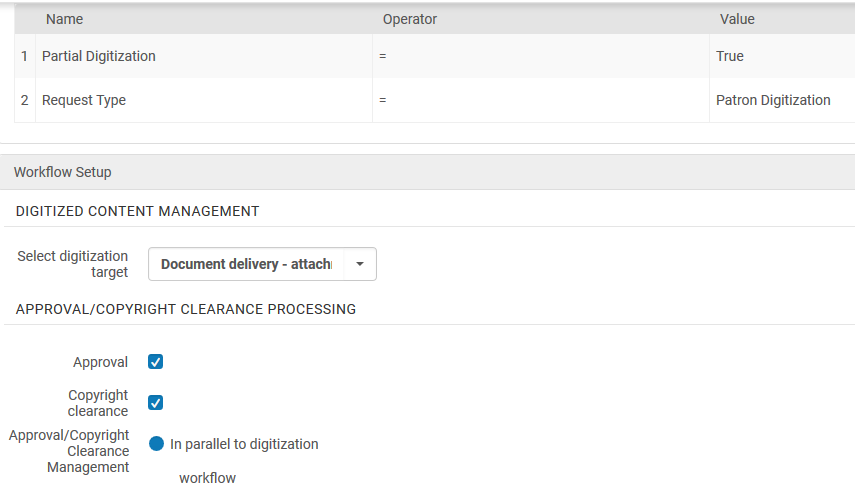 Name Operator Value
1 Partial Digitization = True
2 Request Type = Patron Digitization
Workflow Setup
DIGITIZED CONTENT MANAGEMENT
Select digitization
target
Document delivery - attach
APPROVAL/COPYRIGHT CLEARANCE PROCESSING
Approval
Copyright
clearance
Approval/Copyright
Clearance
Management
In parallel to digitization
workflow